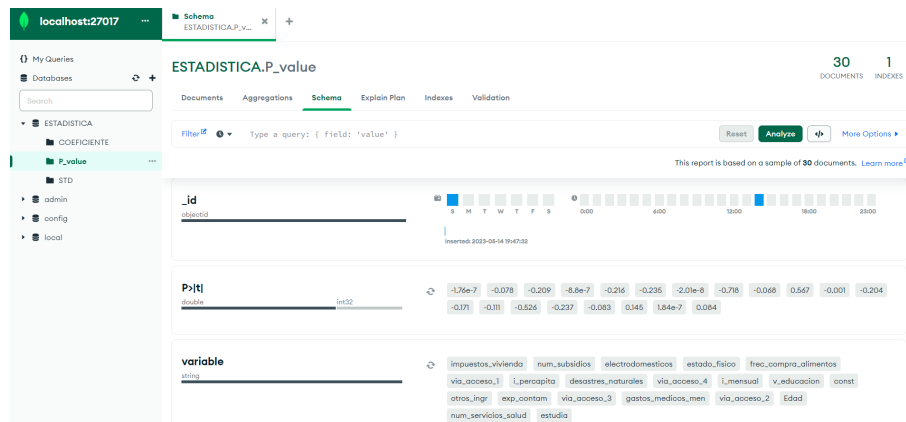 localhost:27017 ...
Schema
ESTADISTICA.P_v...
{} My Queries
Databases
Search
ESTADISTICA
COEFICIENTE
P_value ...
STD
admin
config
local
ESTADISTICA.P_value
30
DOCUMENTS
1
INDEXES
Documents Aggregations Schema Explain Plan Indexes Validation
Filter Type a query: { field: 'value' } Reset Analyze </> More Options
This report is based on a sample of 30 documents. Learn more
_id
objectid
S M T W T F S
0:00 6:00 12:00 18:00 23:00
inserted: 2023-05-14 19:47:32
P>|t|
double int32
-1.76e-7 -0.078 -0.209 -8.8e-7 -0.216 -0.235 -2.01e-8 -0.718 -0.068 0.567 -0.001 -0.204
-0.171 -0.111 -0.526 -0.237 -0.083 0.145 1.84e-7 0.084
variable
string
impuestos_vivienda num_subsidios electrodomesticos estado_fisico frec_compra_alimentos
via_acceso_1 i_percapita desastres_naturales via_acceso_4 i_mensual v_educacion const
otros_ingr exp_contam via_acceso_3 gastos_medicos_men via_acceso_2 Edad
num_servicios_salud estudia